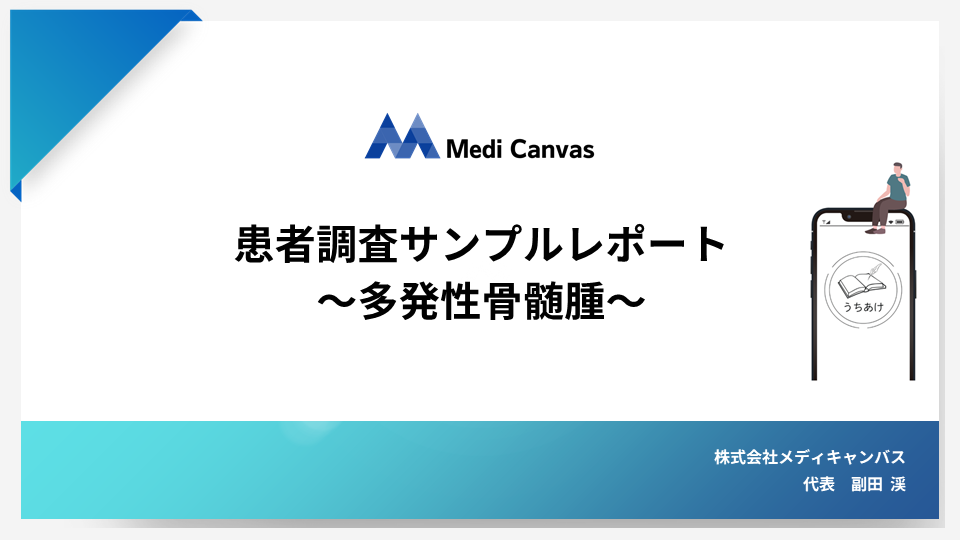 Medi Canvas
患者調査サンプルレポート
～多発性骨髄腫～
うちあけ
株式会社メディキャンバス
代表　副田 渓